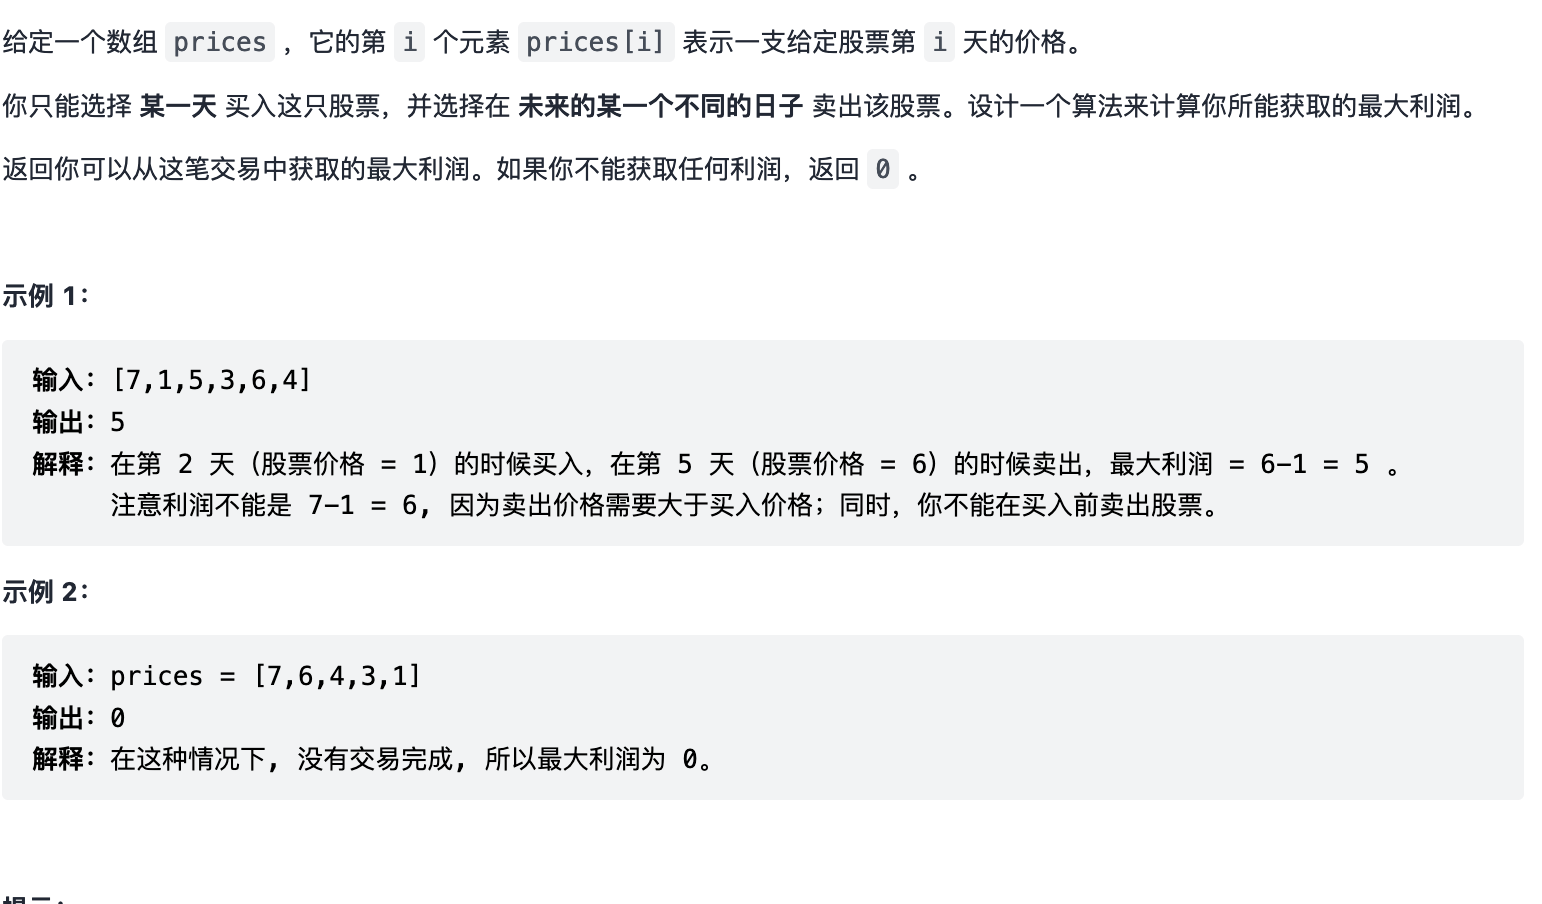 给定一个数组 prices ，它的第 i 个元素 prices[i] 表示一支给定股票第 i 天的价格。
你只能选择 某一天 买入这只股票，并选择在 未来的某一个不同的日子 卖出该股票。设计一个算法来计算你所能获取的最大利润。
返回你可以从这笔交易中获取的最大利润。如果你不能获取任何利润，返回 0 。
示例 1：
输入：[7,1,5,3,6,4]
输出：5
解释：在第 2 天（股票价格 = 1）的时候买入，在第 5 天（股票价格 = 6）的时候卖出，最大利润 = 6-1 = 5 。
注意利润不能是 7-1 = 6, 因为卖出价格需要大于买入价格；同时，你不能在买入前卖出股票。
示例 2：
输入：prices = [7,6,4,3,1]
输出：0
解释：在这种情况下, 没有交易完成, 所以最大利润为 0。